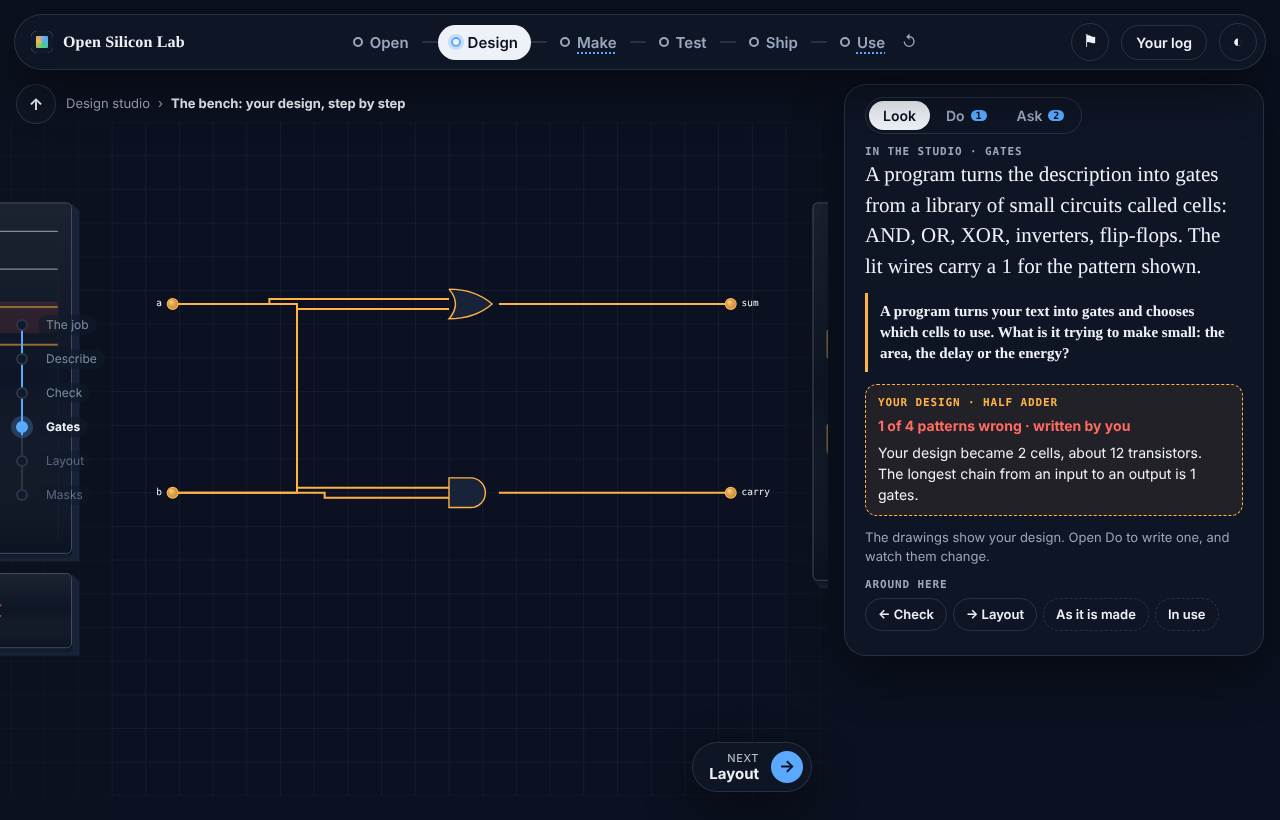 Open Silicon Lab
Open
Design
Make
Test
Ship
Use
Your log
Design studio › The bench: your design, step by step
Look
Do 1
Ask 2
IN THE STUDIO · GATES
A program turns the description into gates
from a library of small circuits called cells:
AND, OR, XOR, inverters, flip-flops. The
lit wires carry a 1 for the pattern shown.
A program turns your text into gates and chooses
which cells to use. What is it trying to make small: the
area, the delay or the energy?
YOUR DESIGN · HALF ADDER
1 of 4 patterns wrong · written by you
Your design became 2 cells, about 12 transistors.
The longest chain from an input to an output is 1
gates.
The drawings show your design. Open Do to write one, and
watch them change.
AROUND HERE
← Check
→ Layout
As it is made
In use
The job
Describe
Check
Gates
Layout
Masks
a
sum
b
carry
NEXT
Layout